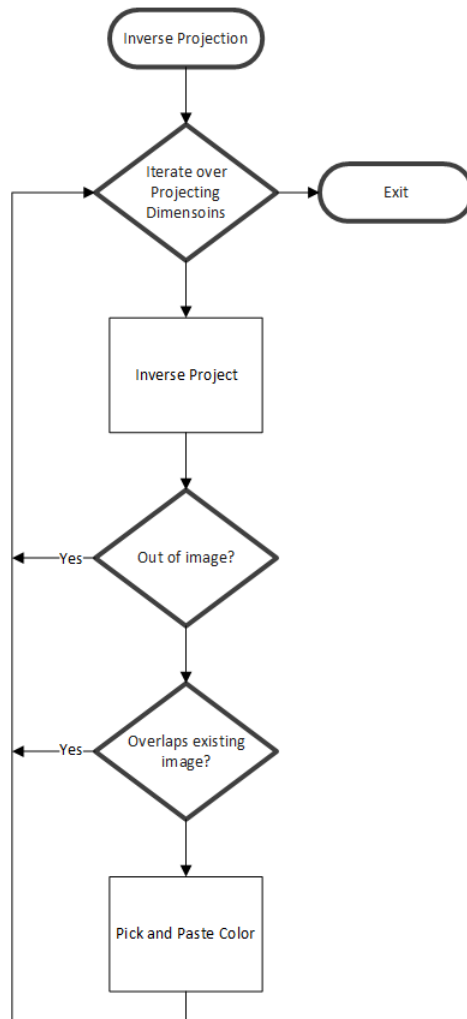 Inverse Projection
Iterate over
Projecting
Dimensoins
Exit
Inverse Project
Yes
Out of image?
Yes
Overlaps existing
image?
Pick and Paste Color